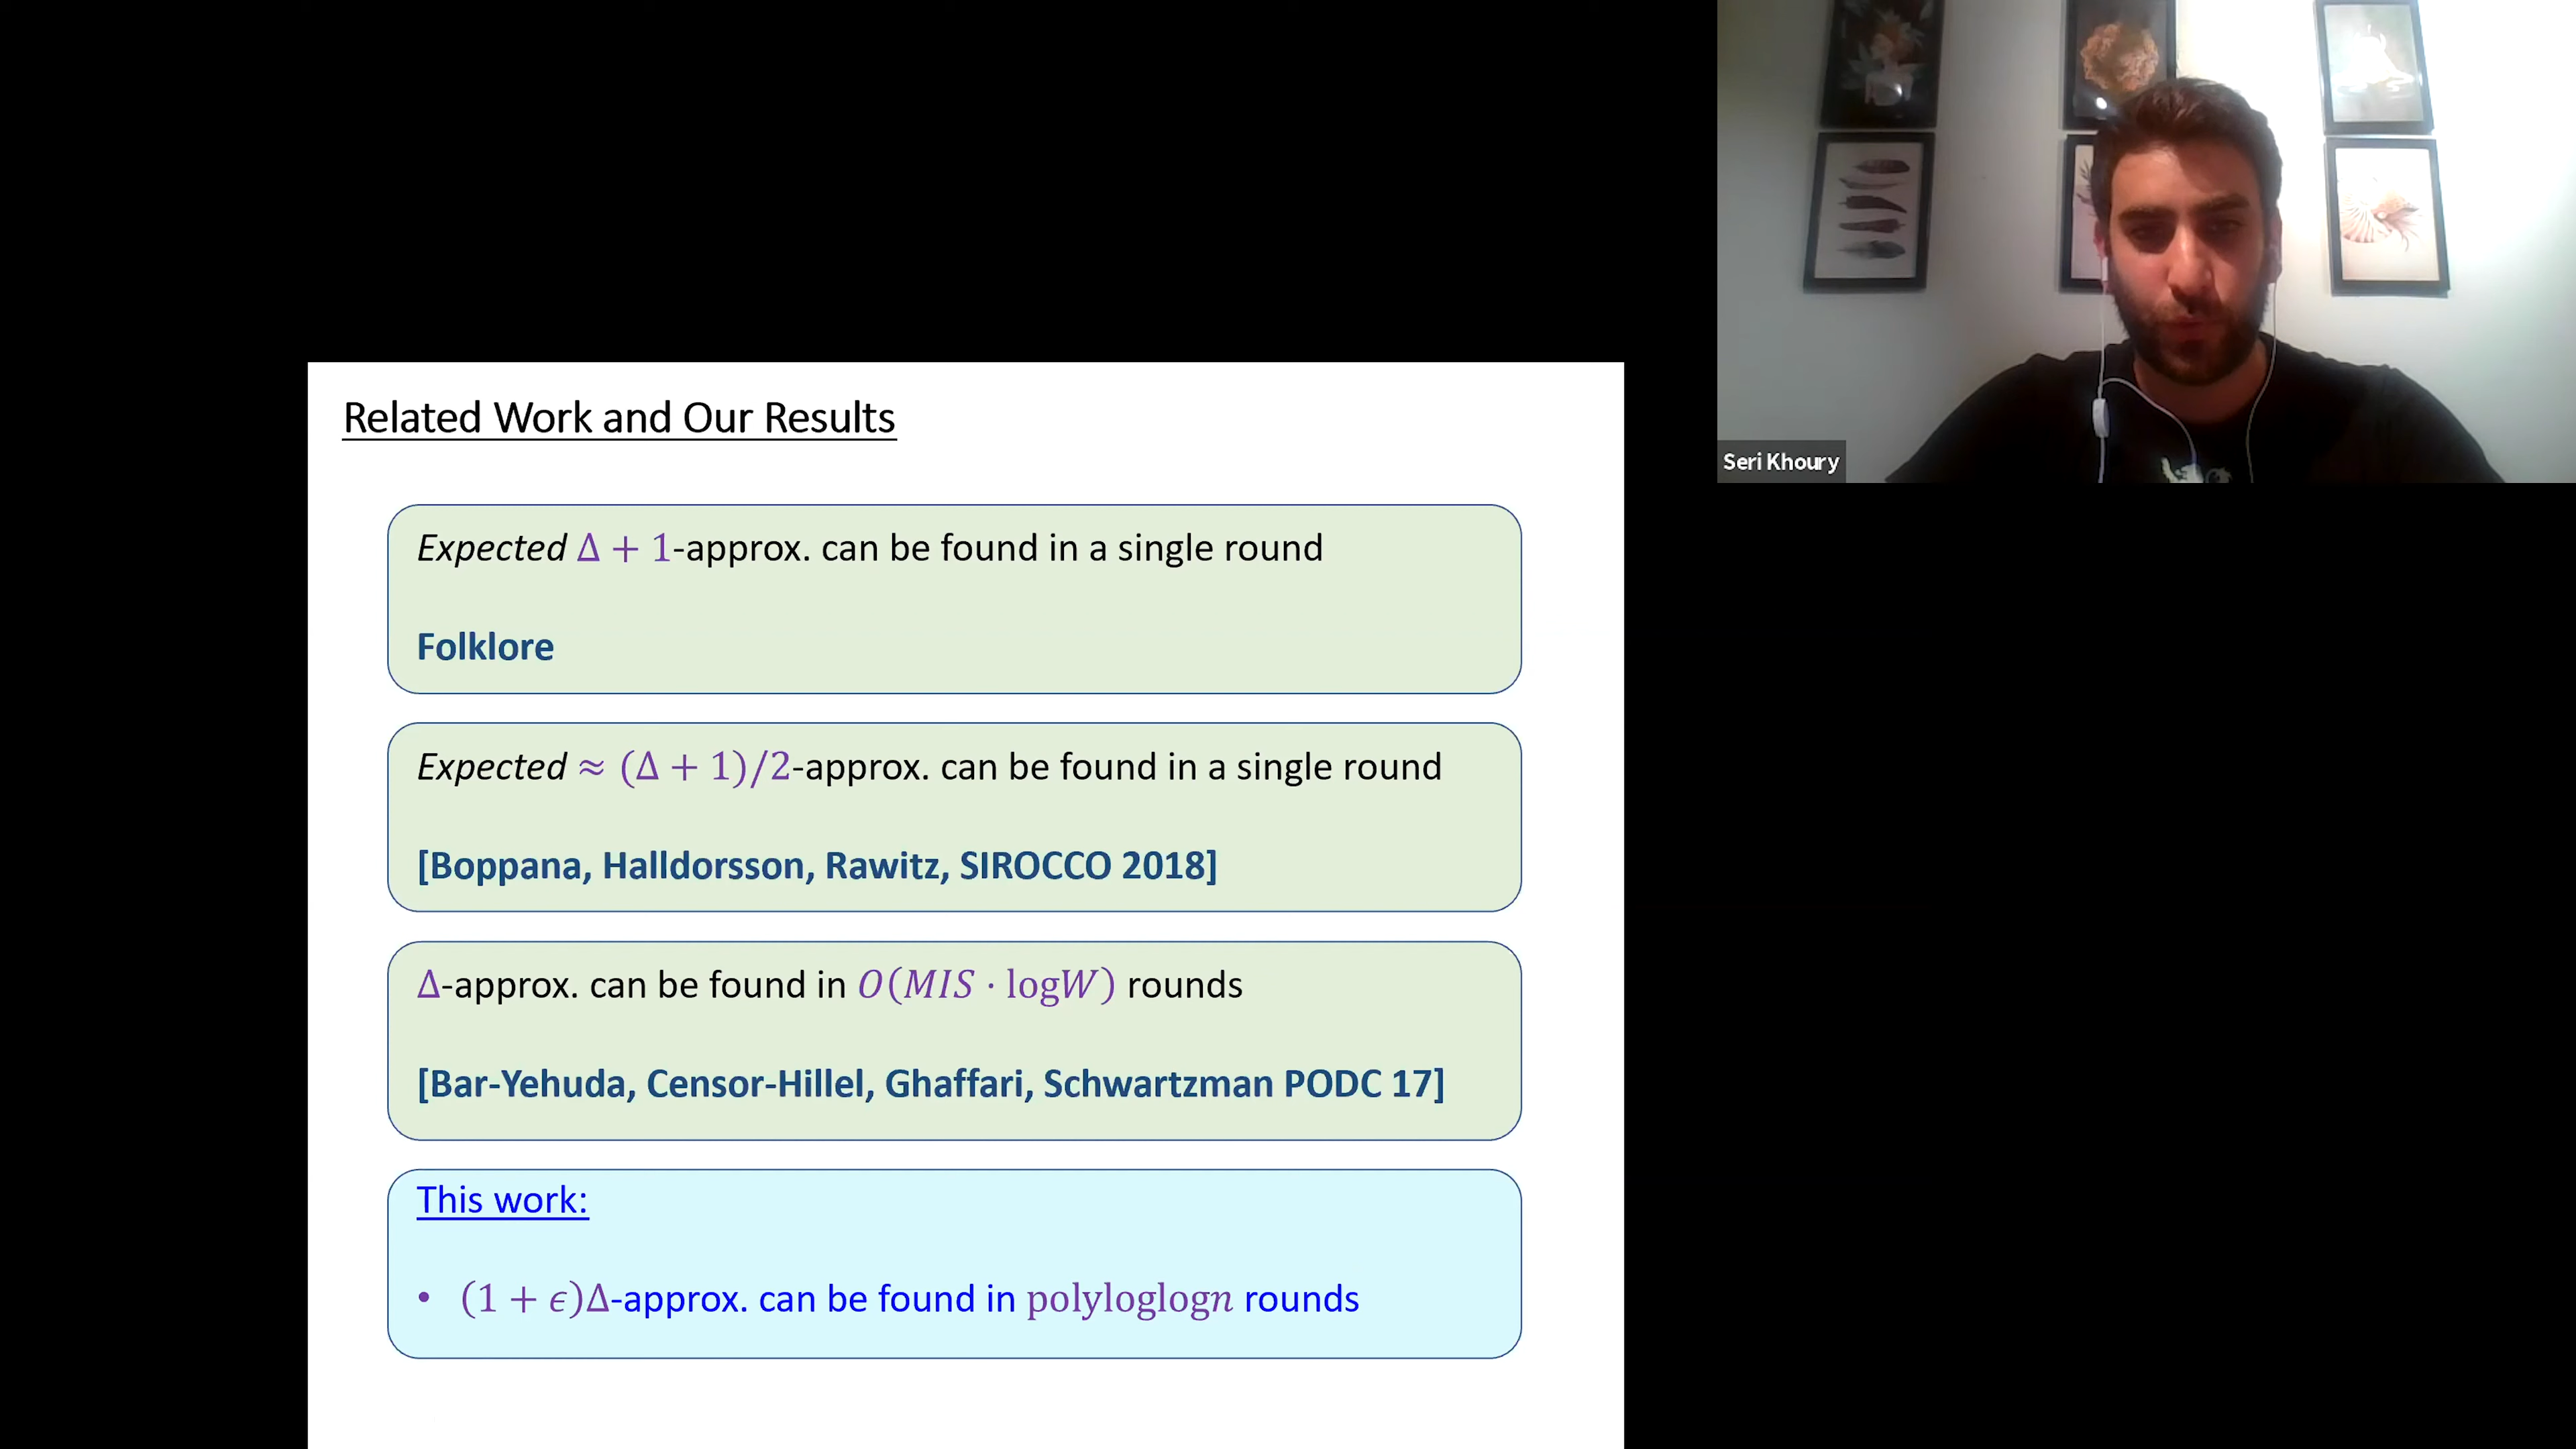 Related Work and Our Results
Expected Δ + 1-approx. can be found in a single round
Folklore
Expected ≈ (Δ + 1)/2-approx. can be found in a single round
[Boppana, Halldorsson, Rawitz, SIROCCO 2018]
Δ-approx. can be found in O(MIS · logW) rounds
[Bar-Yehuda, Censor-Hillel, Ghaffari, Schwartzman PODC 17]
This work:
• (1 + ϵ)Δ-approx. can be found in polyloglogn rounds
Seri Khoury